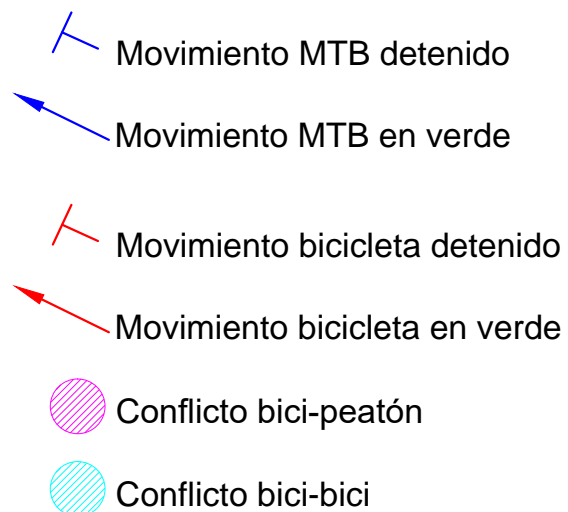 Movimiento MTB detenido
Movimiento MTB en verde
Movimiento bicicleta detenido
Movimiento bicicleta en verde
Conflicto bici-peatón
Conflicto bici-bici